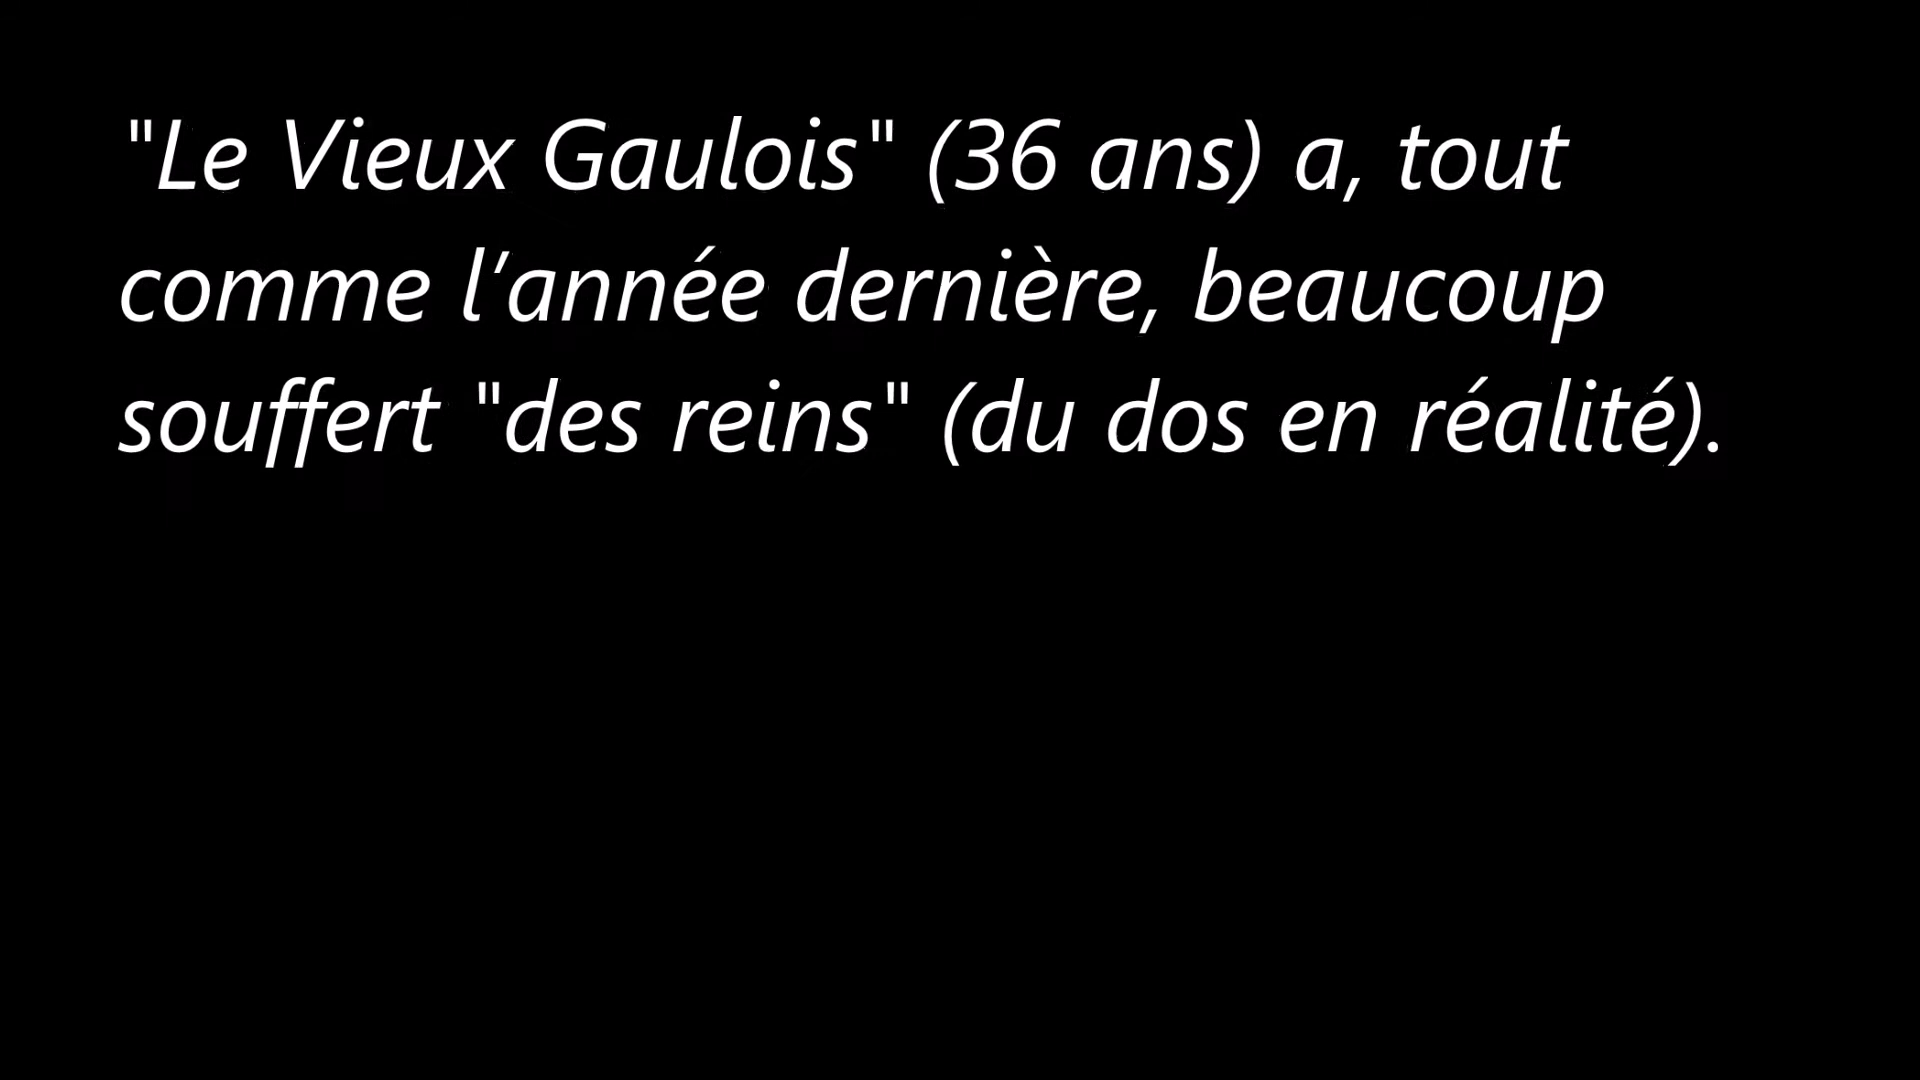 "Le Vieux Gaulois" (36 ans) a, tout
comme l’année dernière, beaucoup
souffert "des reins" (du dos en réalité).